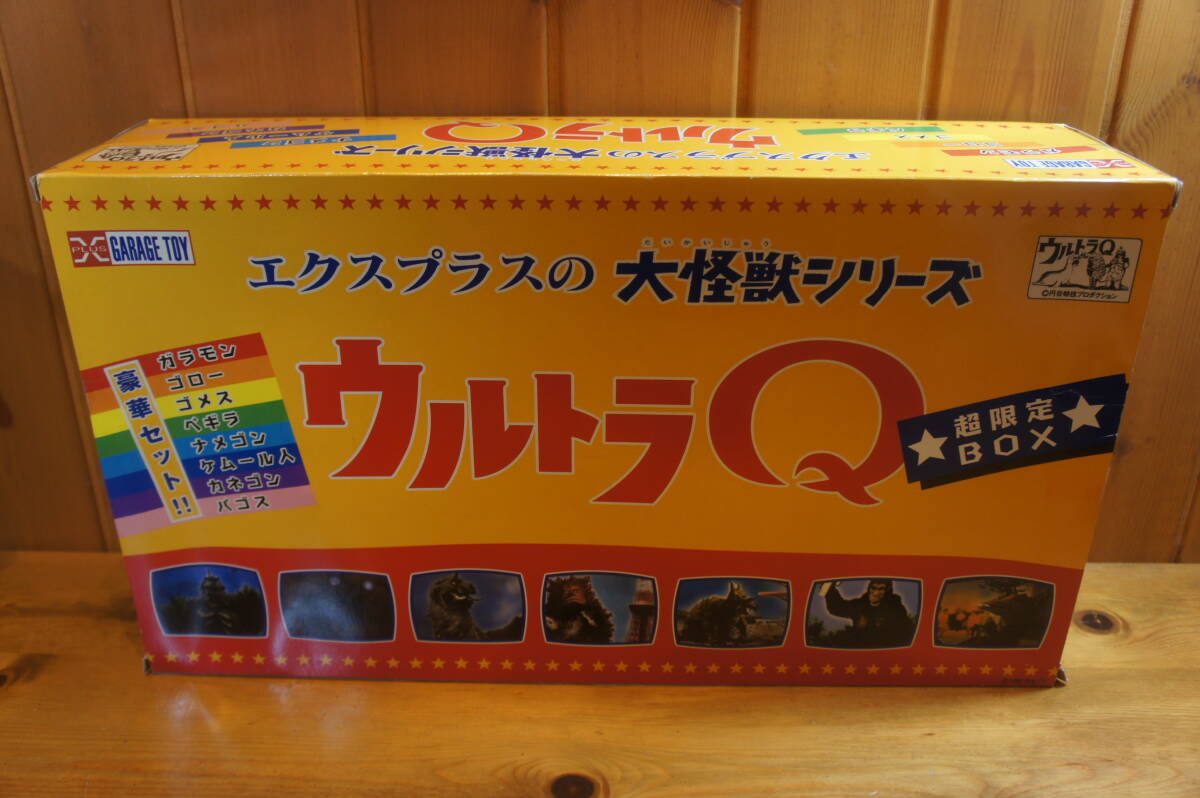 ウルトラQ
エクスプラスの大怪獣シリーズ
GARAGE TOY
X PLUS
GARAGE TOY
だいかいじゅう
エクスプラスの 大怪獣シリーズ
ウルトラQ
©円谷特技プロダクション
豪華セット!!
ガラモン
ゴロー
ゴメス
ペギラ
ナメゴン
ケムール人
カネゴン
パゴス
ウルトラQ
★超限定★
BOX